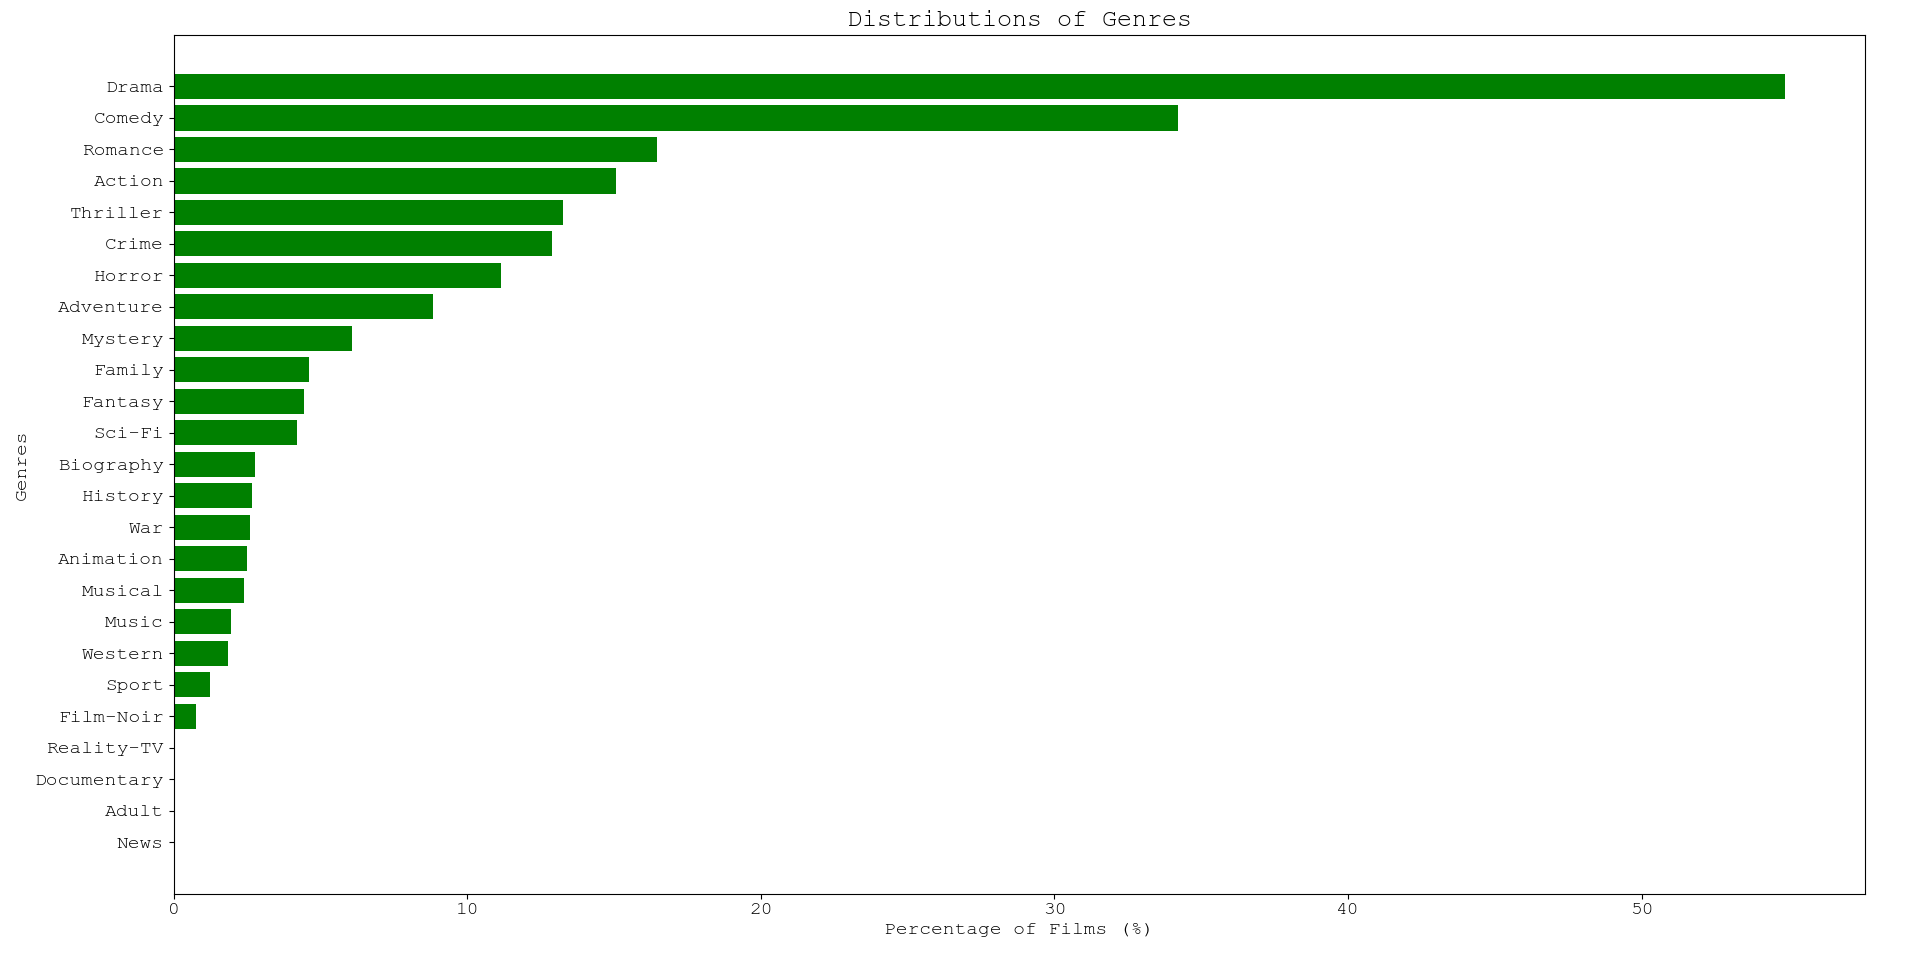 Distributions of Genres
Genres
Drama
Comedy
Romance
Action
Thriller
Crime
Horror
Adventure
Mystery
Family
Fantasy
Sci-Fi
Biography
History
War
Animation
Musical
Music
Western
Sport
Film-Noir
Reality-TV
Documentary
Adult
News
0 10 20 30 40 50
Percentage of Films (%)